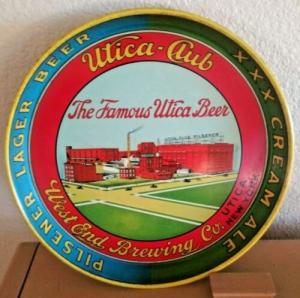 Utica-Club
PILSENER LAGER BEER
XXX CREAM ALE
The Famous Utica Beer
West End Brewing Co.
UTICA,
NEW YORK